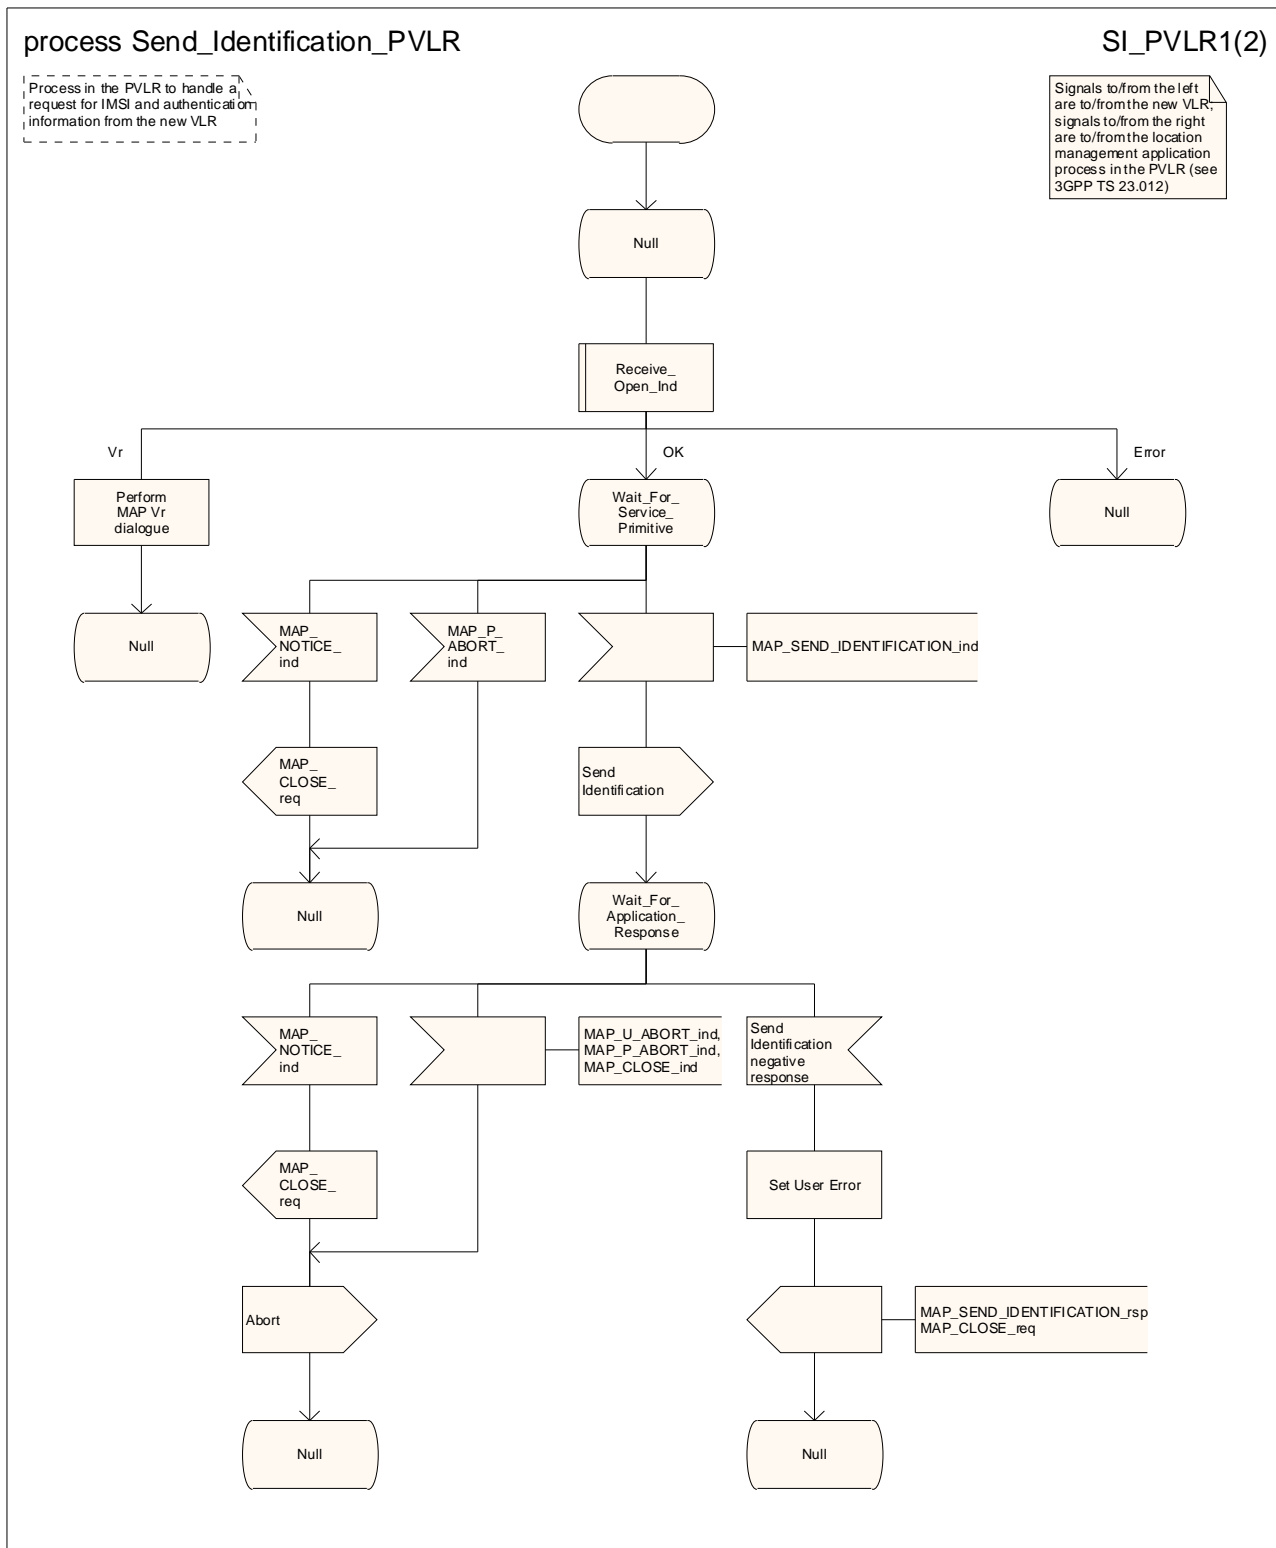 process Send_Identification_PVLR
SI_PVLR1(2)
Process in the PVLR to handle a
request for IMSI and authentication
information from the new VLR
Signals to/from the left
are to/from the new VLR;
signals to/from the right
are to/from the location
management application
process in the PVLR (see
3GPP TS 23.012)
Null
Receive_
Open_Ind
Vr
OK
Error
Perform
MAP Vr
dialogue
Wait_For_
Service_
Primitive
Null
Null
MAP_
NOTICE_
ind
MAP_P_
ABORT_
ind
MAP_SEND_IDENTIFICATION_ind
MAP_
CLOSE_
req
Send
Identification
Null
Wait_For_
Application_
Response
MAP_
NOTICE_
ind
MAP_U_ABORT_ind,
MAP_P_ABORT_ind,
MAP_CLOSE_ind
Send
Identification
negative
response
MAP_
CLOSE_
req
Set User Error
Abort
MAP_SEND_IDENTIFICATION_rsp
MAP_CLOSE_req
Null
Null